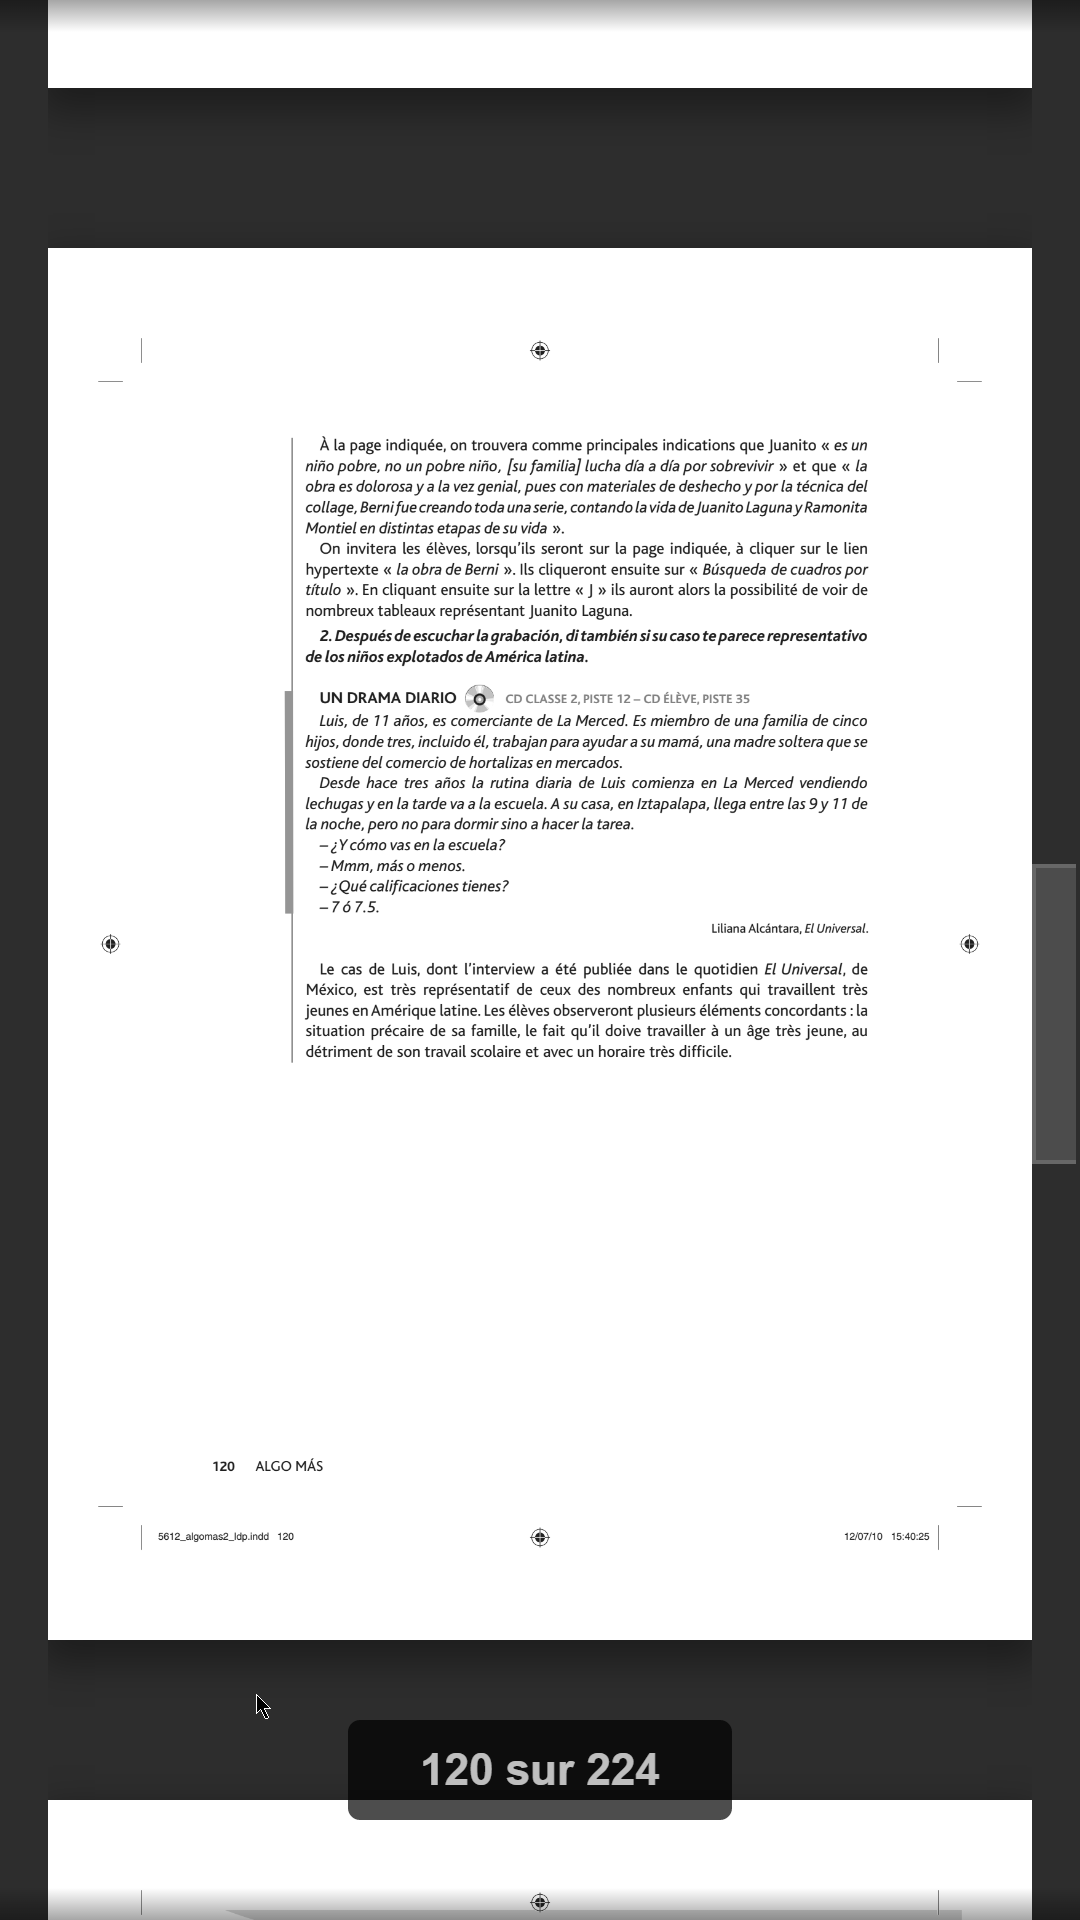 À la page indiquée, on trouvera comme principales indications que Juanito « es un
niño pobre, no un pobre niño, [su familia] lucha día a día por sobrevivir » et que « la
obra es dolorosa y a la vez genial, pues con materiales de deshecho y por la técnica del
collage, Berni fue creando toda una serie, contando la vida de Juanito Laguna y Ramonita
Montiel en distintas etapas de su vida ».
On invitera les élèves, lorsqu'ils seront sur la page indiquée, à cliquer sur le lien
hypertexte « la obra de Berni ». Ils cliqueront ensuite sur « Búsqueda de cuadros por
título ». En cliquant ensuite sur la lettre « J » ils auront alors la possibilité de voir de
nombreux tableaux représentant Juanito Laguna.
2. Después de escuchar la grabación, di también si su caso te parece representativo
de los niños explotados de América latina.
UN DRAMA DIARIO CD CLASSE 2, PISTE 12 – CD ÉLÈVE, PISTE 35
Luis, de 11 años, es comerciante de La Merced. Es miembro de una familia de cinco
hijos, donde tres, incluido él, trabajan para ayudar a su mamá, una madre soltera que se
sostiene del comercio de hortalizas en mercados.
Desde hace tres años la rutina diaria de Luis comienza en La Merced vendiendo
lechugas y en la tarde va a la escuela. A su casa, en Iztapalapa, llega entre las 9 y 11 de
la noche, pero no para dormir sino a hacer la tarea.
– ¿Y cómo vas en la escuela?
– Mmm, más o menos.
– ¿Qué calificaciones tienes?
– 7 ó 7.5.
Liliana Alcántara, El Universal.
Le cas de Luis, dont l'interview a été publiée dans le quotidien El Universal, de
México, est très représentatif de ceux des nombreux enfants qui travaillent très
jeunes en Amérique latine. Les élèves observeront plusieurs éléments concordants : la
situation précaire de sa famille, le fait qu'il doive travailler à un âge très jeune, au
détriment de son travail scolaire et avec un horaire très difficile.
120 ALGO MÁS
5612_algomas2_ldp.indd 120 12/07/10 15:40:25
120 sur 224